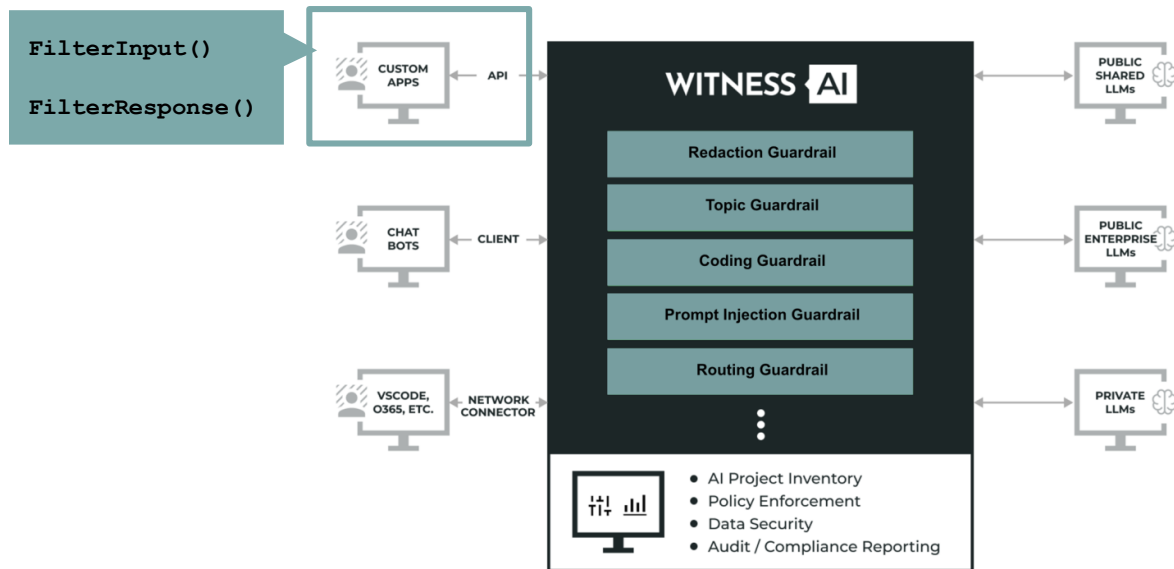 FilterInput()
FilterResponse()
CUSTOM
APPS
API
CHAT
BOTS
CLIENT
VSCODE,
O365, ETC.
NETWORK
CONNECTOR
WITNESS AI
Redaction Guardrail
Topic Guardrail
Coding Guardrail
Prompt Injection Guardrail
Routing Guardrail
• AI Project Inventory
• Policy Enforcement
• Data Security
• Audit / Compliance Reporting
PUBLIC
SHARED
LLMs
PUBLIC
ENTERPRISE
LLMs
PRIVATE
LLMs